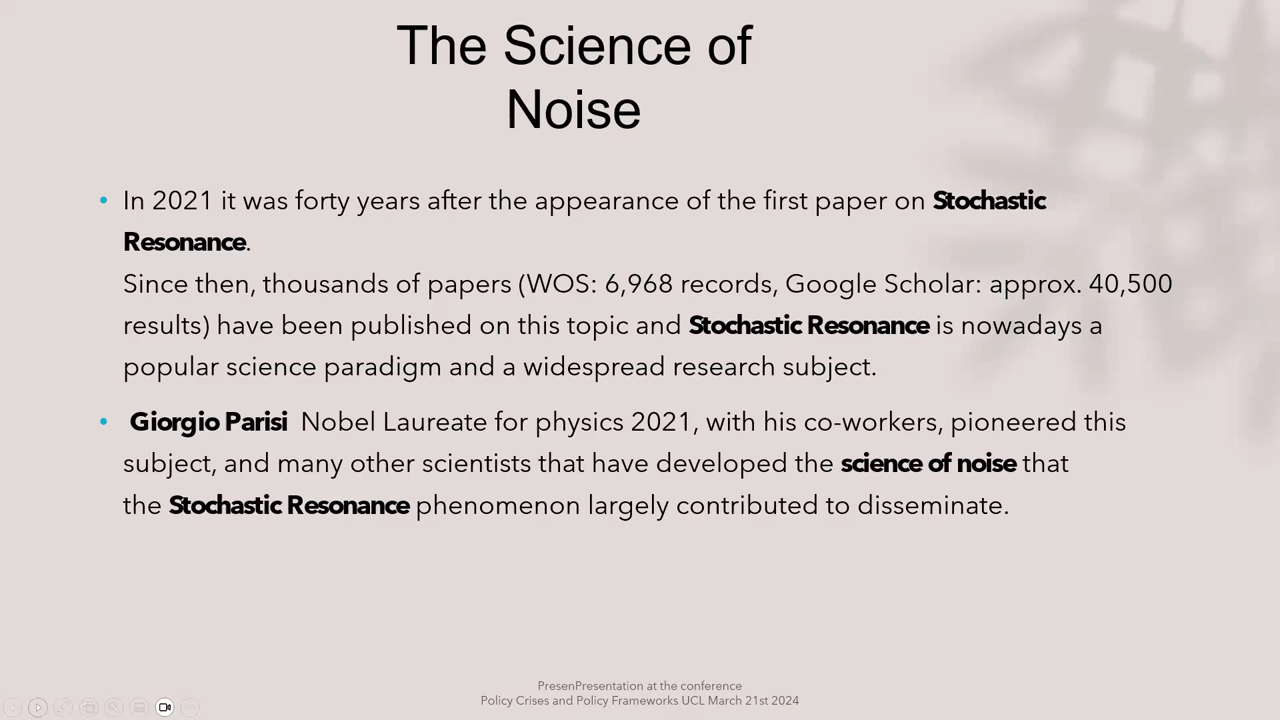 The Science of
Noise
• In 2021 it was forty years after the appearance of the first paper on Stochastic
Resonance.
Since then, thousands of papers (WOS: 6,968 records, Google Scholar: approx. 40,500
results) have been published on this topic and Stochastic Resonance is nowadays a
popular science paradigm and a widespread research subject.
• Giorgio Parisi Nobel Laureate for physics 2021, with his co-workers, pioneered this
subject, and many other scientists that have developed the science of noise that
the Stochastic Resonance phenomenon largely contributed to disseminate.
PresenPresentation at the conference
Policy Crises and Policy Frameworks UCL March 21st 2024